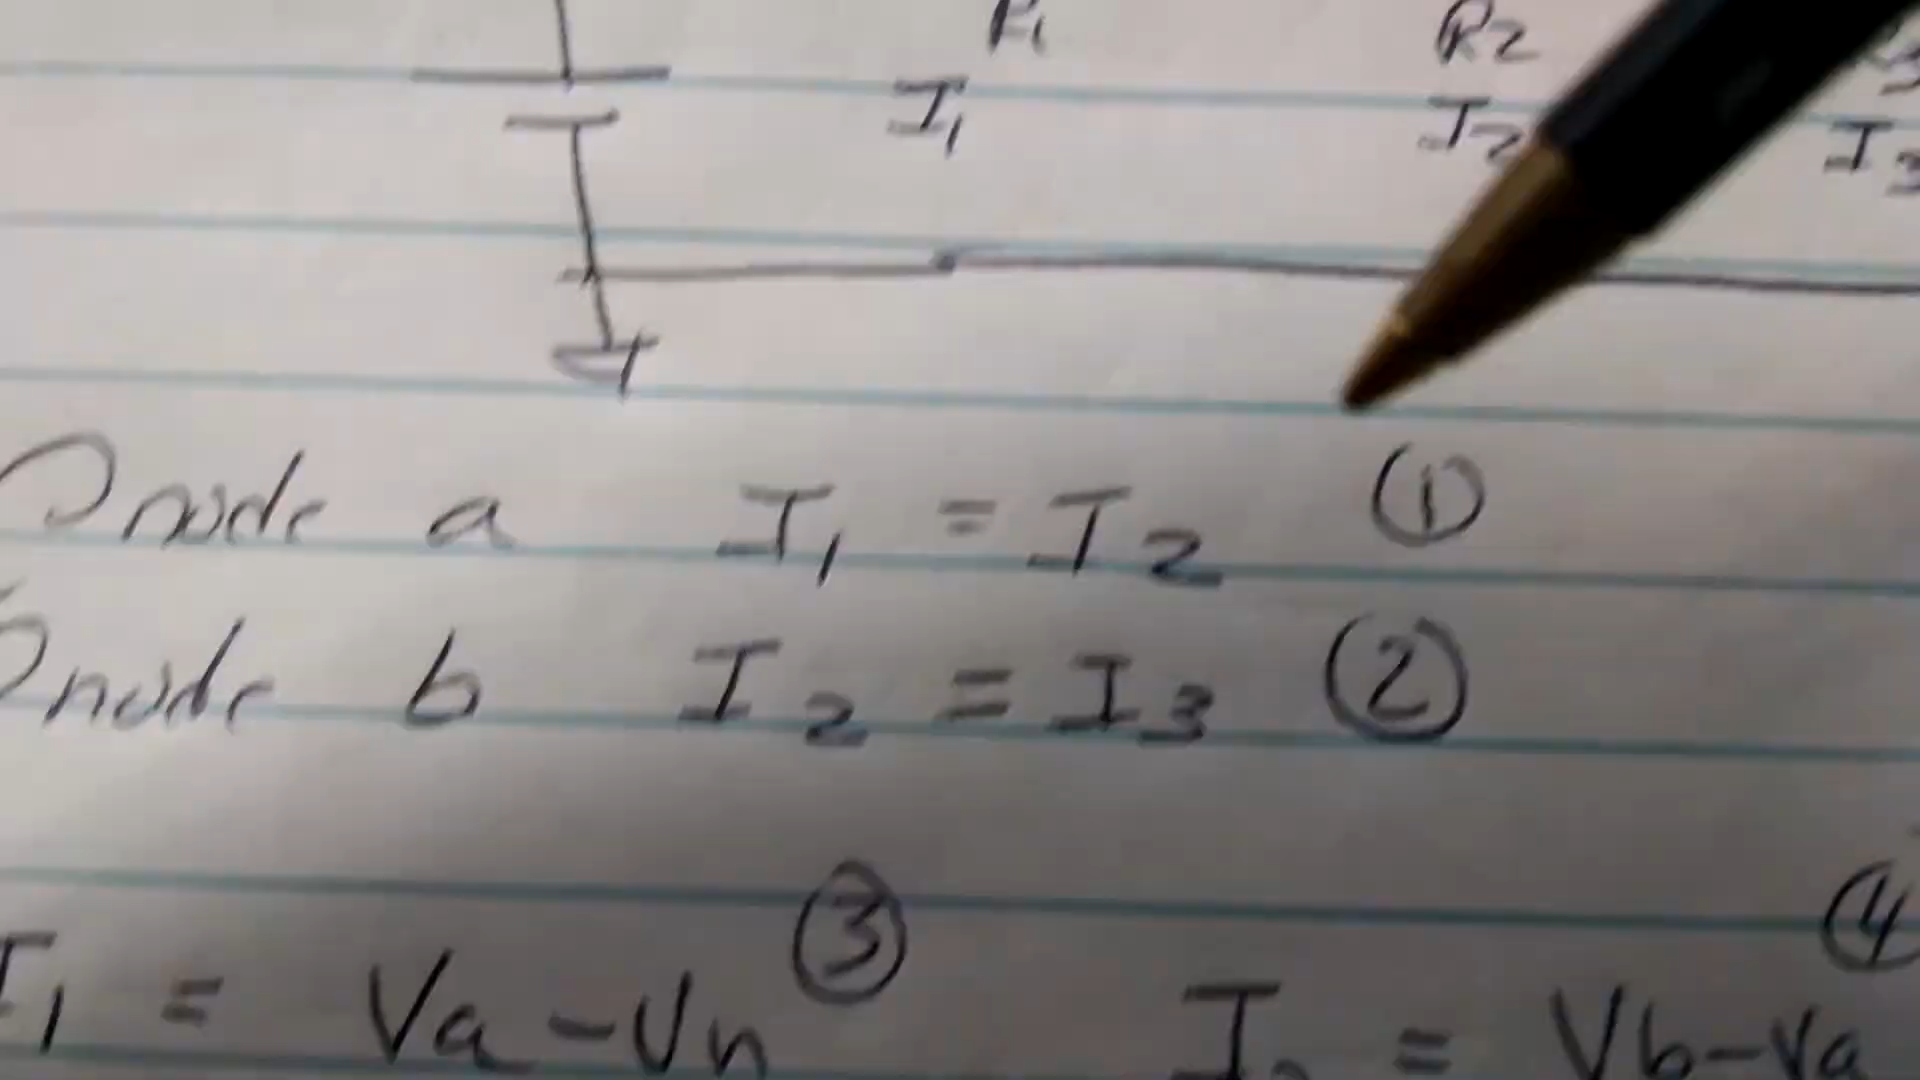 R1 R2
I1 I2 I3
@node a I1 = I2 ①
@node b I2 = I3 ②
③ ④
I1 = Va-Vn = Vb-Va